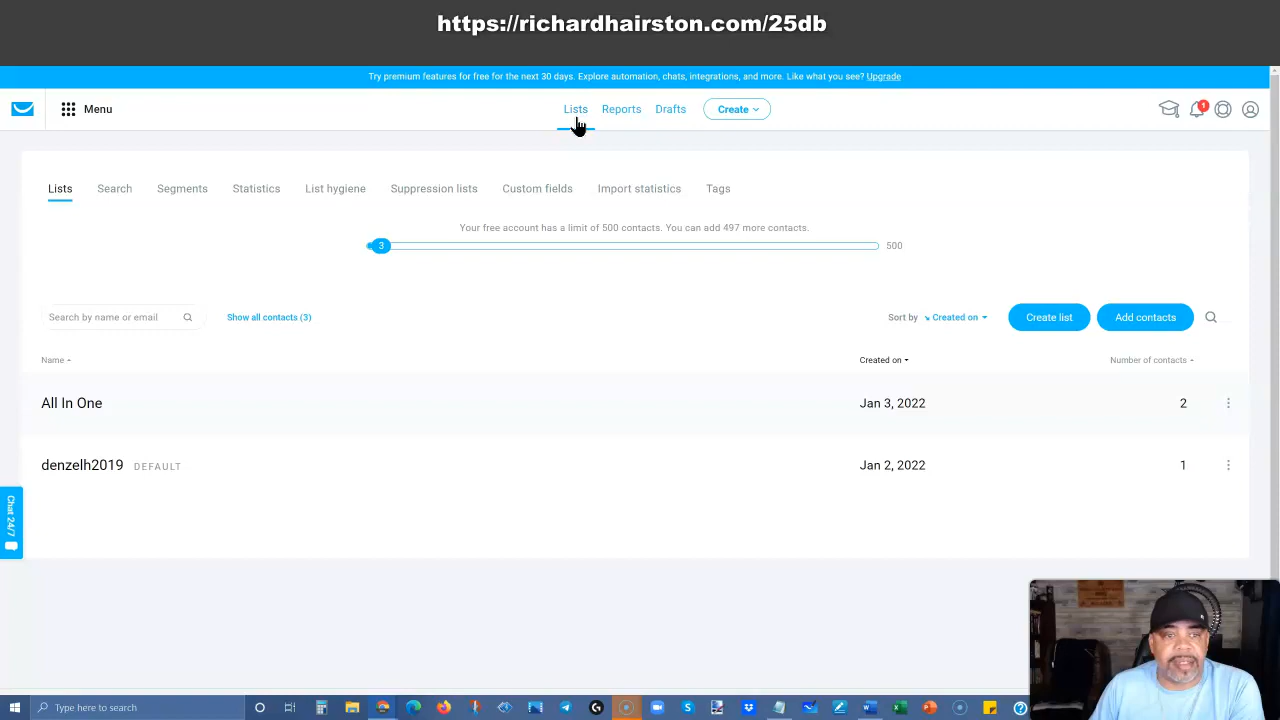 https://richardhairston.com/25db
Try premium features for free for the next 30 days. Explore automation, chats, integrations, and more. Like what you see? Upgrade
Menu
Lists
Reports
Drafts
Create
1
Lists
Search
Segments
Statistics
List hygiene
Suppression lists
Custom fields
Import statistics
Tags
Your free account has a limit of 500 contacts. You can add 497 more contacts.
3
500
Search by name or email
Show all contacts (3)
Sort by
Created on
Create list
Add contacts
Name
Created on
Number of contacts
All In One
Jan 3, 2022
2
denzelh2019 DEFAULT
Jan 2, 2022
1
Chat 24/7
Type here to search